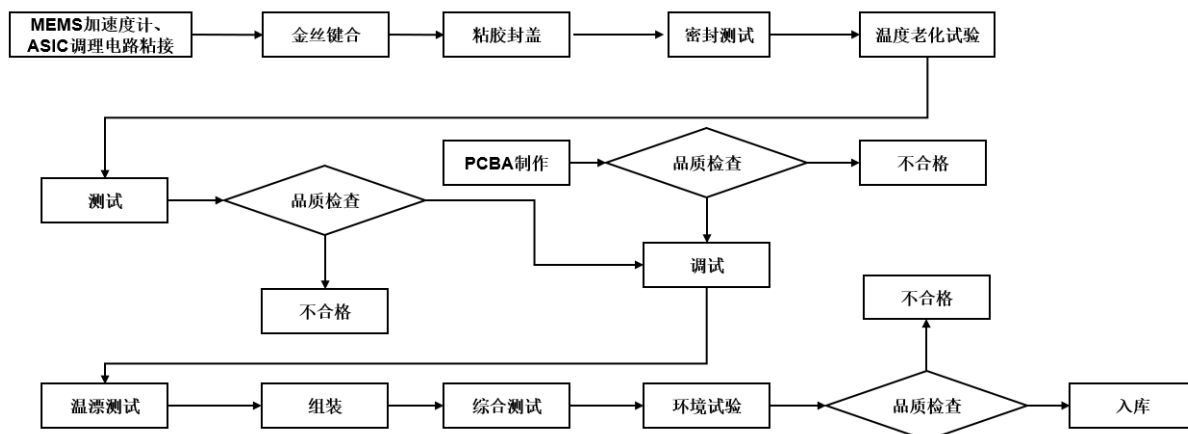 MEMS加速度计、
ASIC调理电路粘接
金丝键合
粘胶封盖
密封测试
温度老化试验
PCBA制作
品质检查
不合格
测试
品质检查
调试
不合格
不合格
温漂测试
组装
综合测试
环境试验
品质检查
入库